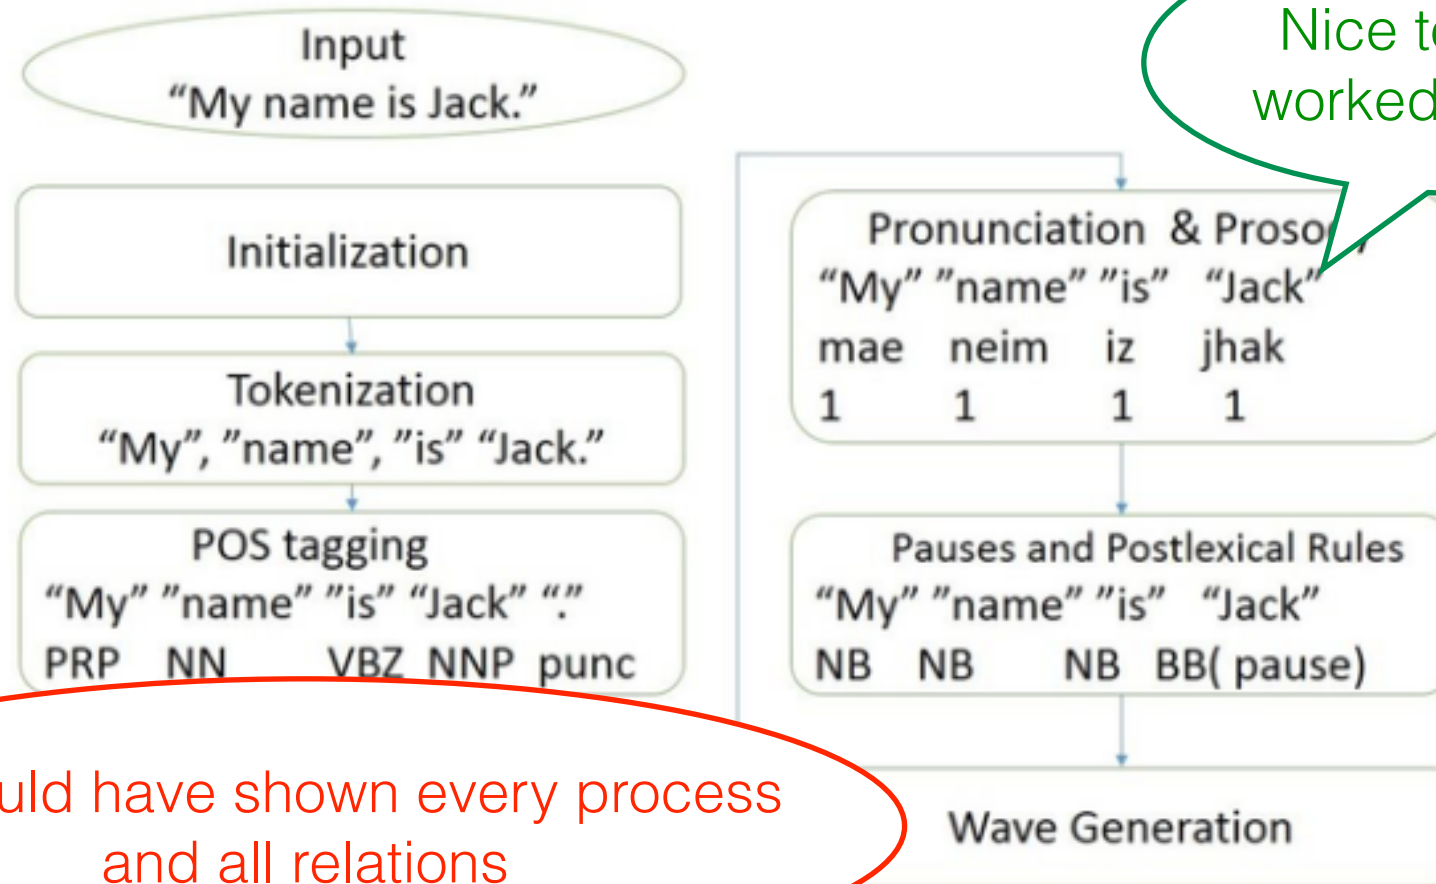 Input
“My name is Jack.”
Initialization
Tokenization
“My”, ”name”, ”is” “Jack.”
POS tagging
“My” ”name” ”is” “Jack” “.”
PRP NN VBZ NNP punc
have shown every process
and all relations
Nice
worked
Pronunciation & 
“My” ”name” ”is” “Jack”
mae neim iz jhak
1 1 1 1
Pauses and Postlexical Rules
“My” ”name” ”is” “Jack”
NB NB NB BB( pause)
Wave Generation